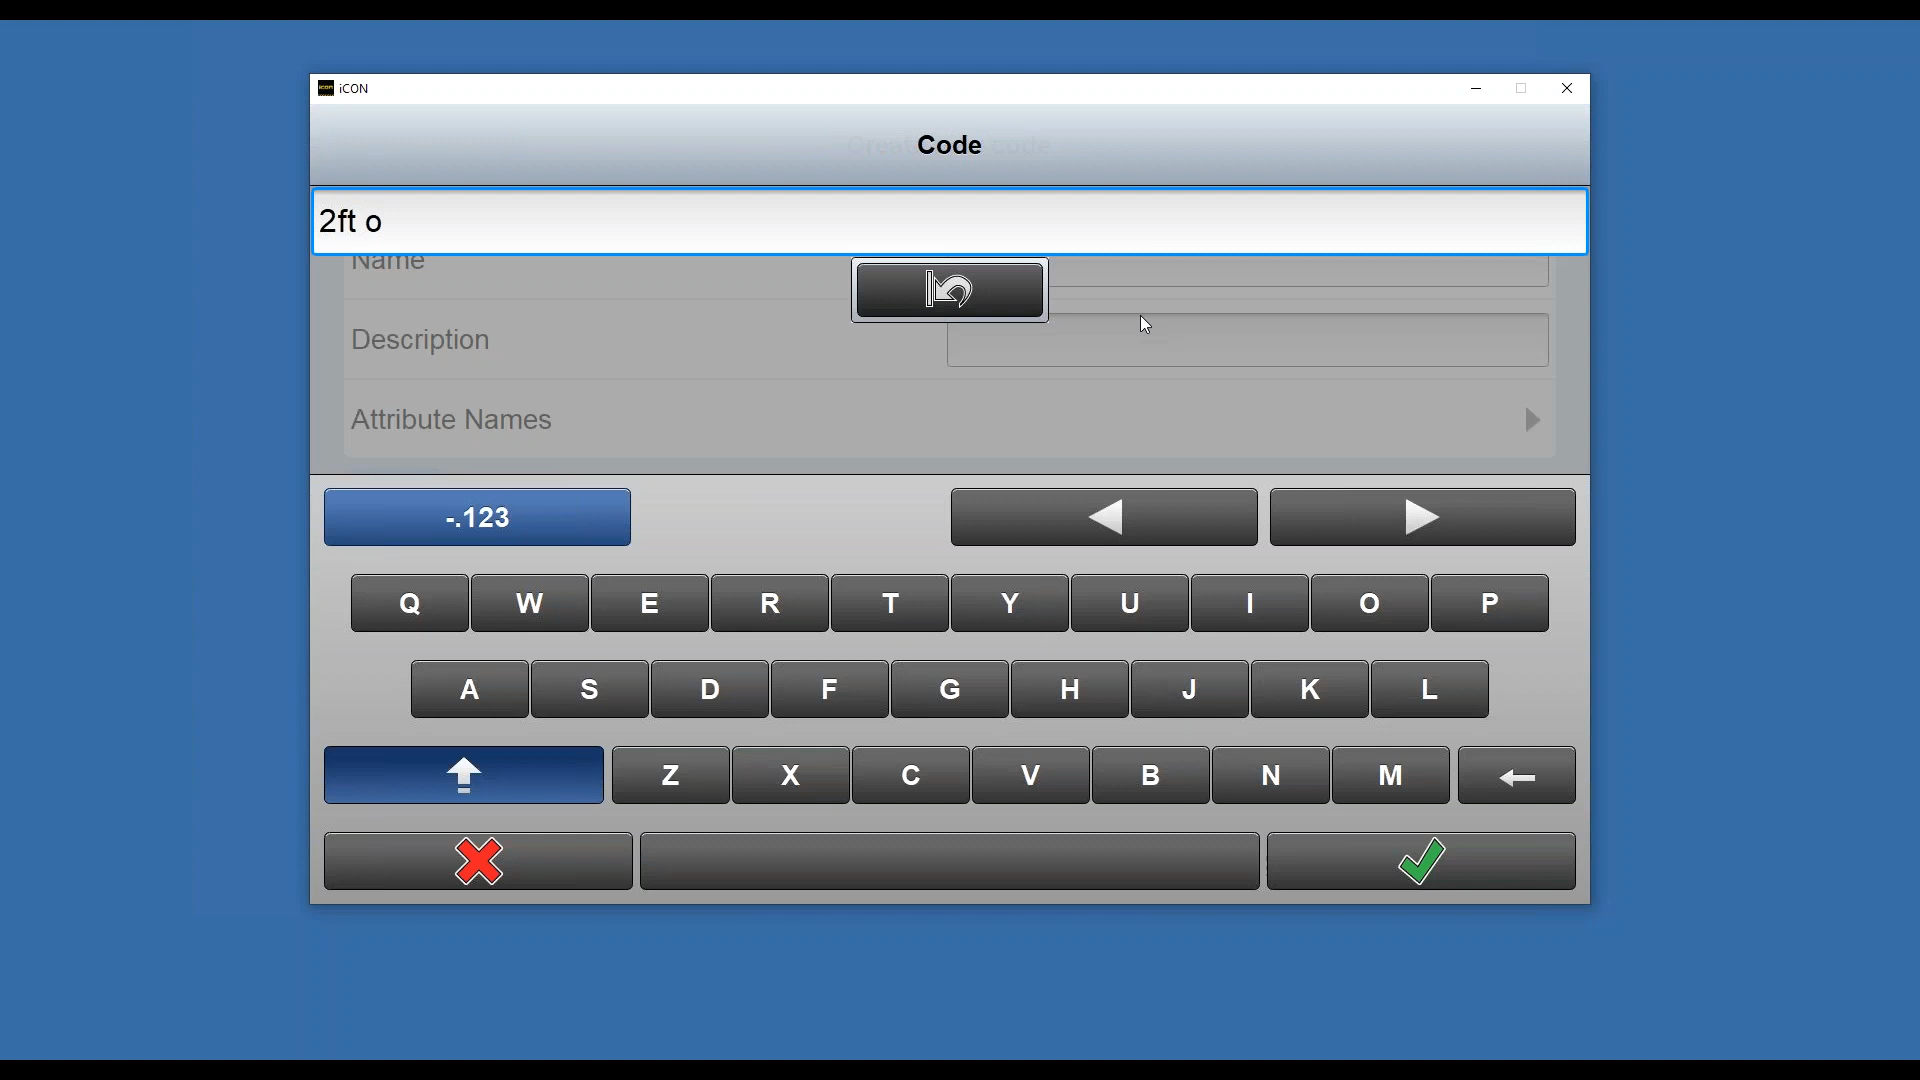 iCON
Code
2ft o
Name
Description
Attribute Names
-.123
Q W E R T Y U I O P
A S D F G H J K L
Z X C V B N M